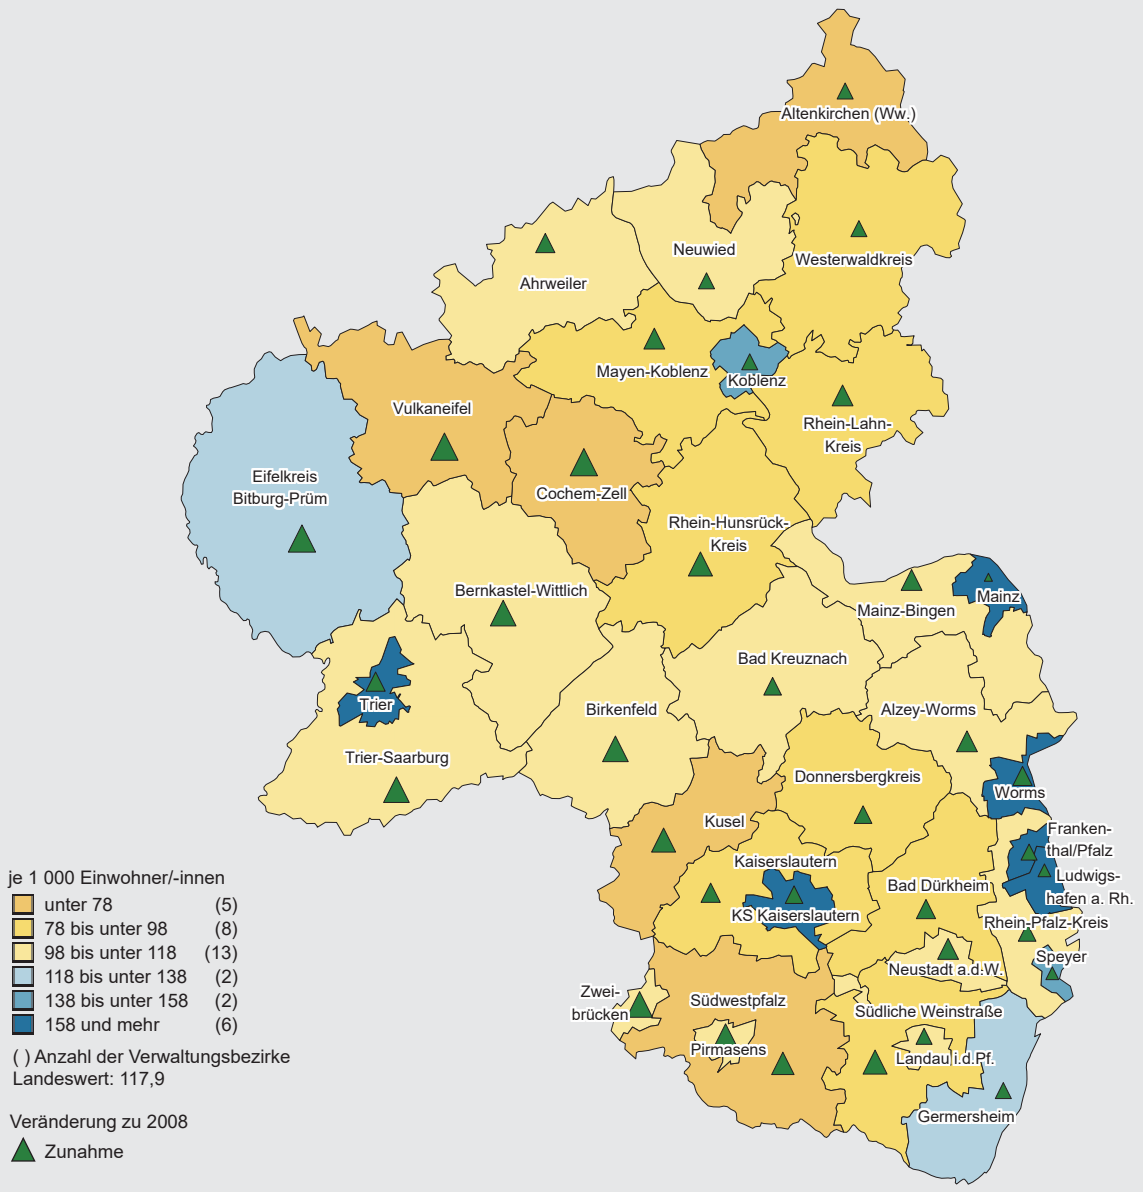 Altenkirchen (Ww.)
Neuwied
Westerwaldkreis
Ahrweiler
Mayen-Koblenz
Koblenz
Vulkaneifel
Rhein-Lahn-
Kreis
Eifelkreis
Bitburg-Prüm
Cochem-Zell
Rhein-Hunsrück-
Kreis
Bernkastel-Wittlich
Mainz-Bingen
Mainz
Bad Kreuznach
Trier
Birkenfeld
Alzey-Worms
Trier-Saarburg
Donnersbergkreis
Worms
Kusel
Franken-
thal/Pfalz
Kaiserslautern
Ludwigs-
hafen a. Rh.
Bad Dürkheim
KS Kaiserslautern
Rhein-Pfalz-Kreis
Speyer
Neustadt a.d.W.
Zwei-
brücken
Südwestpfalz
Südliche Weinstraße
Pirmasens
Landau i.d.Pf.
Germersheim
je 1 000 Einwohner/-innen
unter 78 (5)
78 bis unter 98 (8)
98 bis unter 118 (13)
118 bis unter 138 (2)
138 bis unter 158 (2)
158 und mehr (6)
( ) Anzahl der Verwaltungsbezirke
Landeswert: 117,9
Veränderung zu 2008
Zunahme